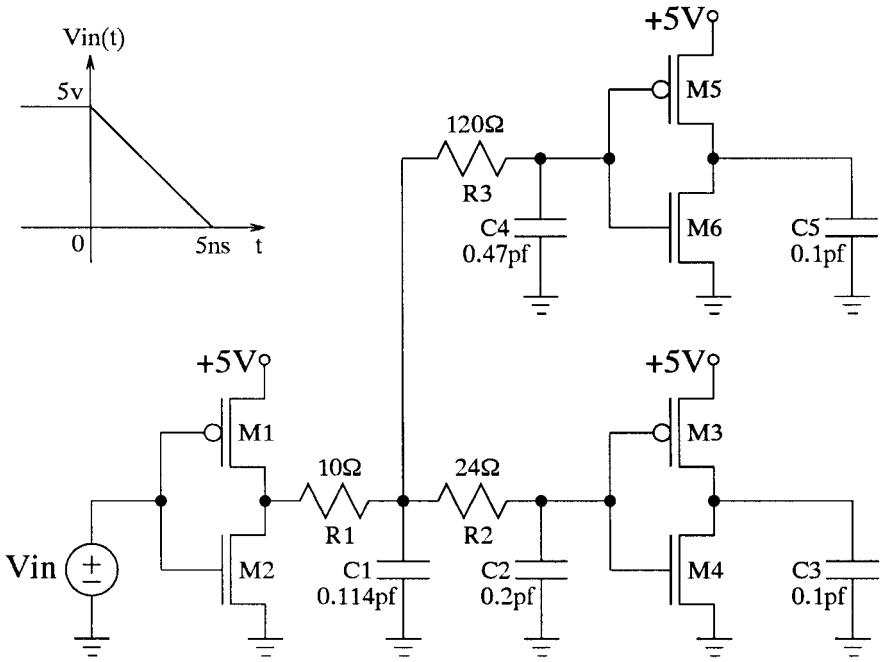 Vin(t)
5v
0
5ns
t
+5V
M5
120Ω
R3
C4
0.47pf
M6
C5
0.1pf
+5V
M1
10Ω
R1
M2
Vin
C1
0.114pf
24Ω
R2
C2
0.2pf
+5V
M3
M4
C3
0.1pf